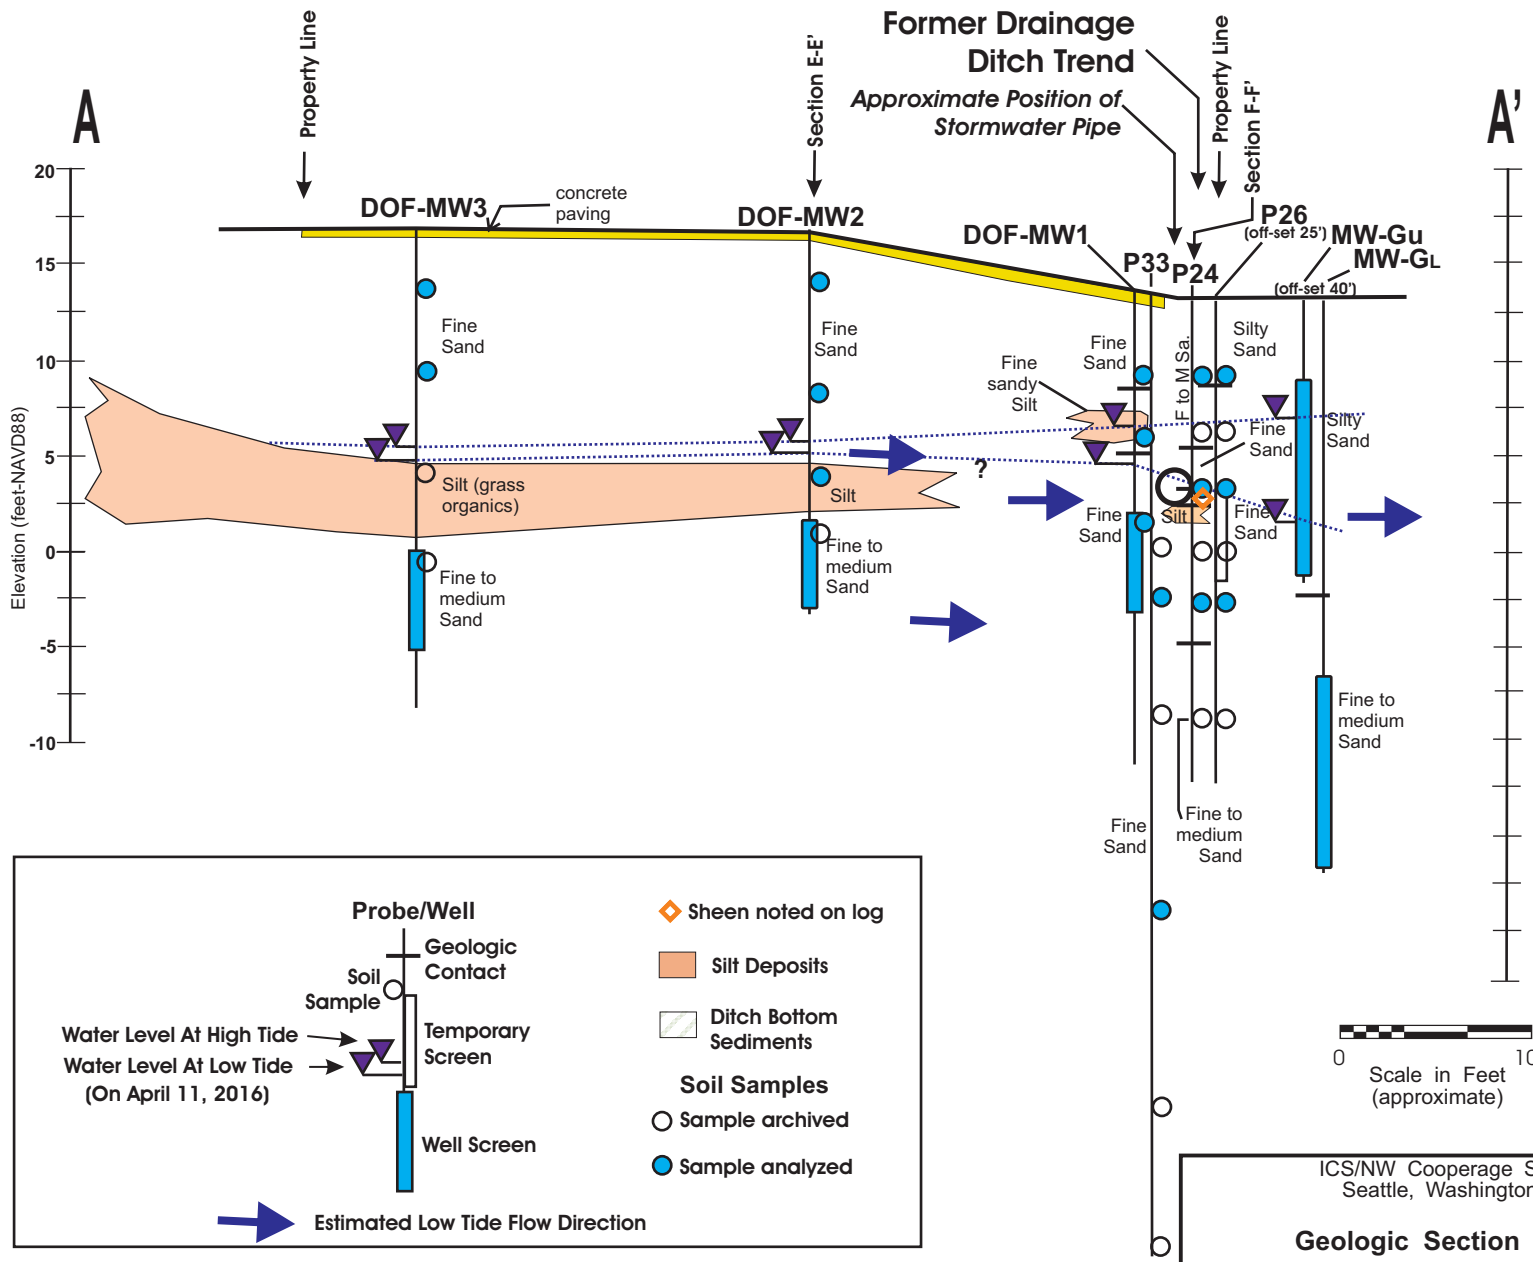 Former Drainage
Ditch Trend
Approximate Position of
Stormwater Pipe
Property Line
Section E-E'
Property Line
Section F-F'
A
A'
DOF-MW3
concrete
paving
DOF-MW2
DOF-MW1
P33
P24
P26
(off-set 25')
MW-Gu
MW-GL
(off-set 40')
Elevation (feet-NAVD88)
20
15
10
5
0
-5
-10
Fine
Sand
Fine
Sand
Fine
Sand
Fine
sandy
Silt
F to M Sa.
Silty
Sand
Fine
Sand
Silty
Sand
Silt (grass
organics)
Silt
?
Silt
Fine
Sand
Fine
Sand
Fine to
medium
Sand
Fine to
medium
Sand
Fine to
medium
Sand
Fine
Sand
Fine to
medium
Sand
Probe/Well
Geologic
Contact
Soil
Sample
Temporary
Screen
Water Level At High Tide
Water Level At Low Tide
(On April 11, 2016)
Well Screen
Estimated Low Tide Flow Direction
Sheen noted on log
Silt Deposits
Ditch Bottom
Sediments
Soil Samples
Sample archived
Sample analyzed
0
10
Scale in Feet
(approximate)
ICS/NW Cooperage S
Seattle, Washington
Geologic Section